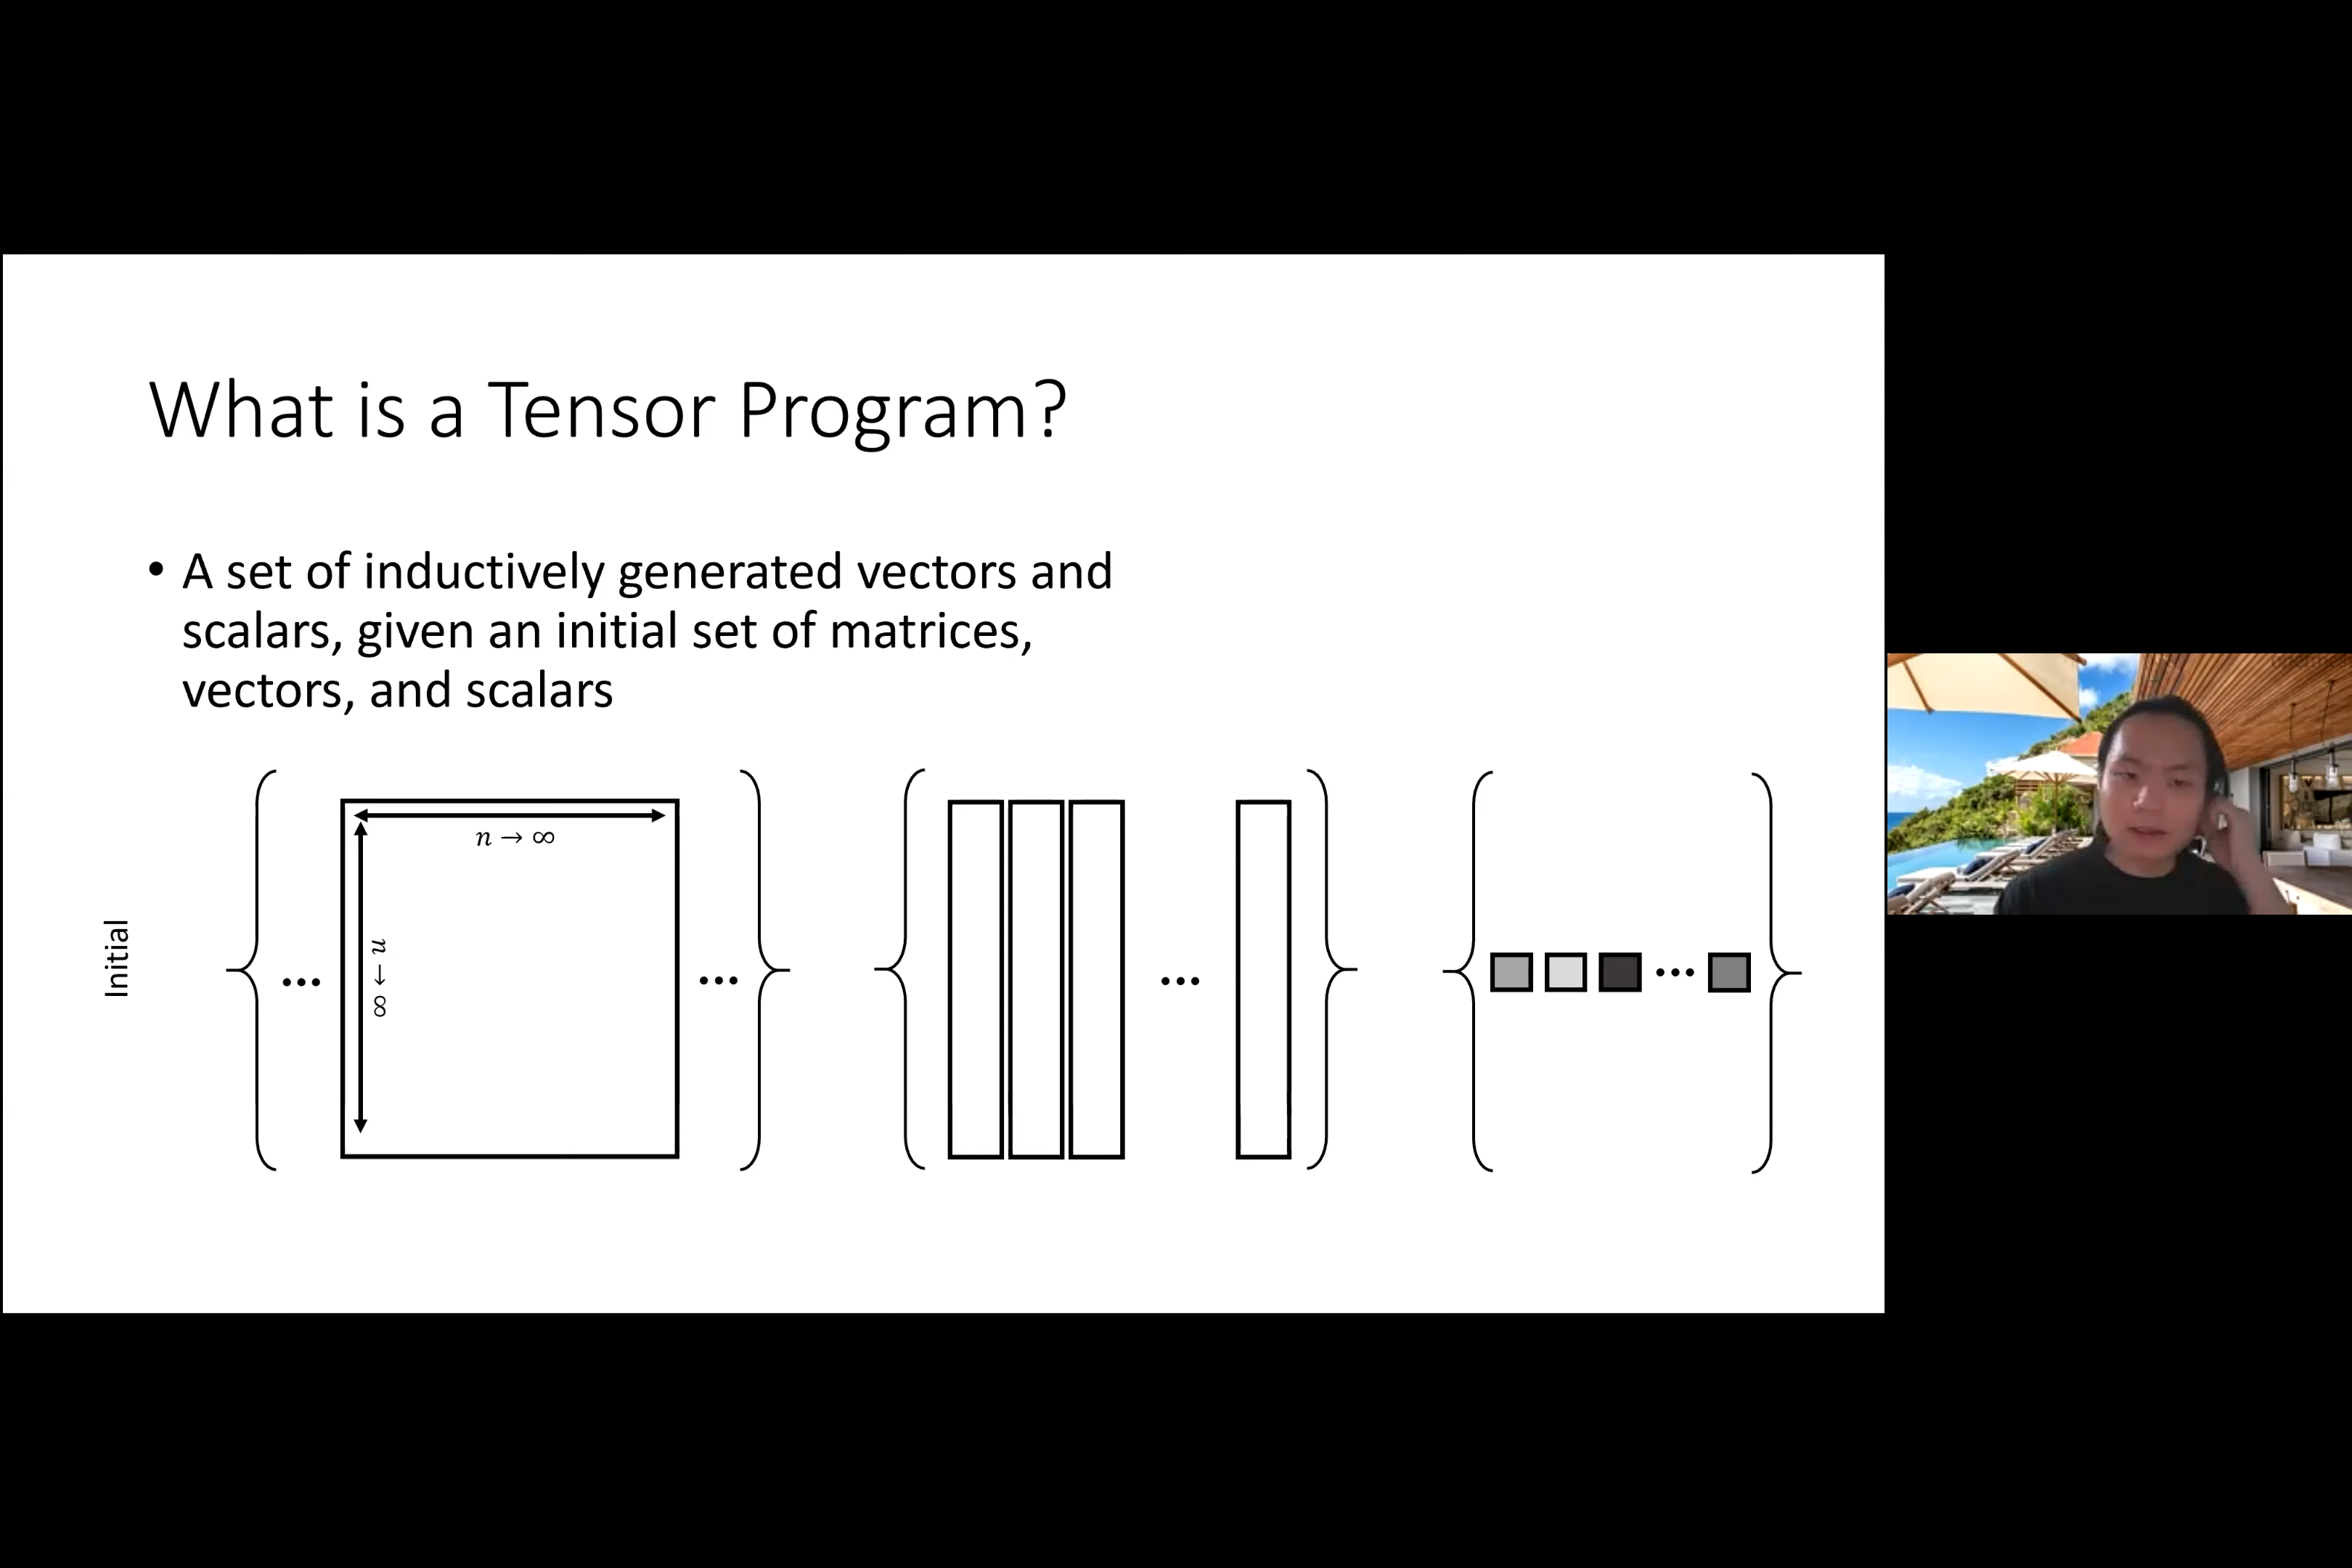 What is a Tensor Program?
• A set of inductively generated vectors and
scalars, given an initial set of matrices,
vectors, and scalars
Initial
n → ∞
n → ∞